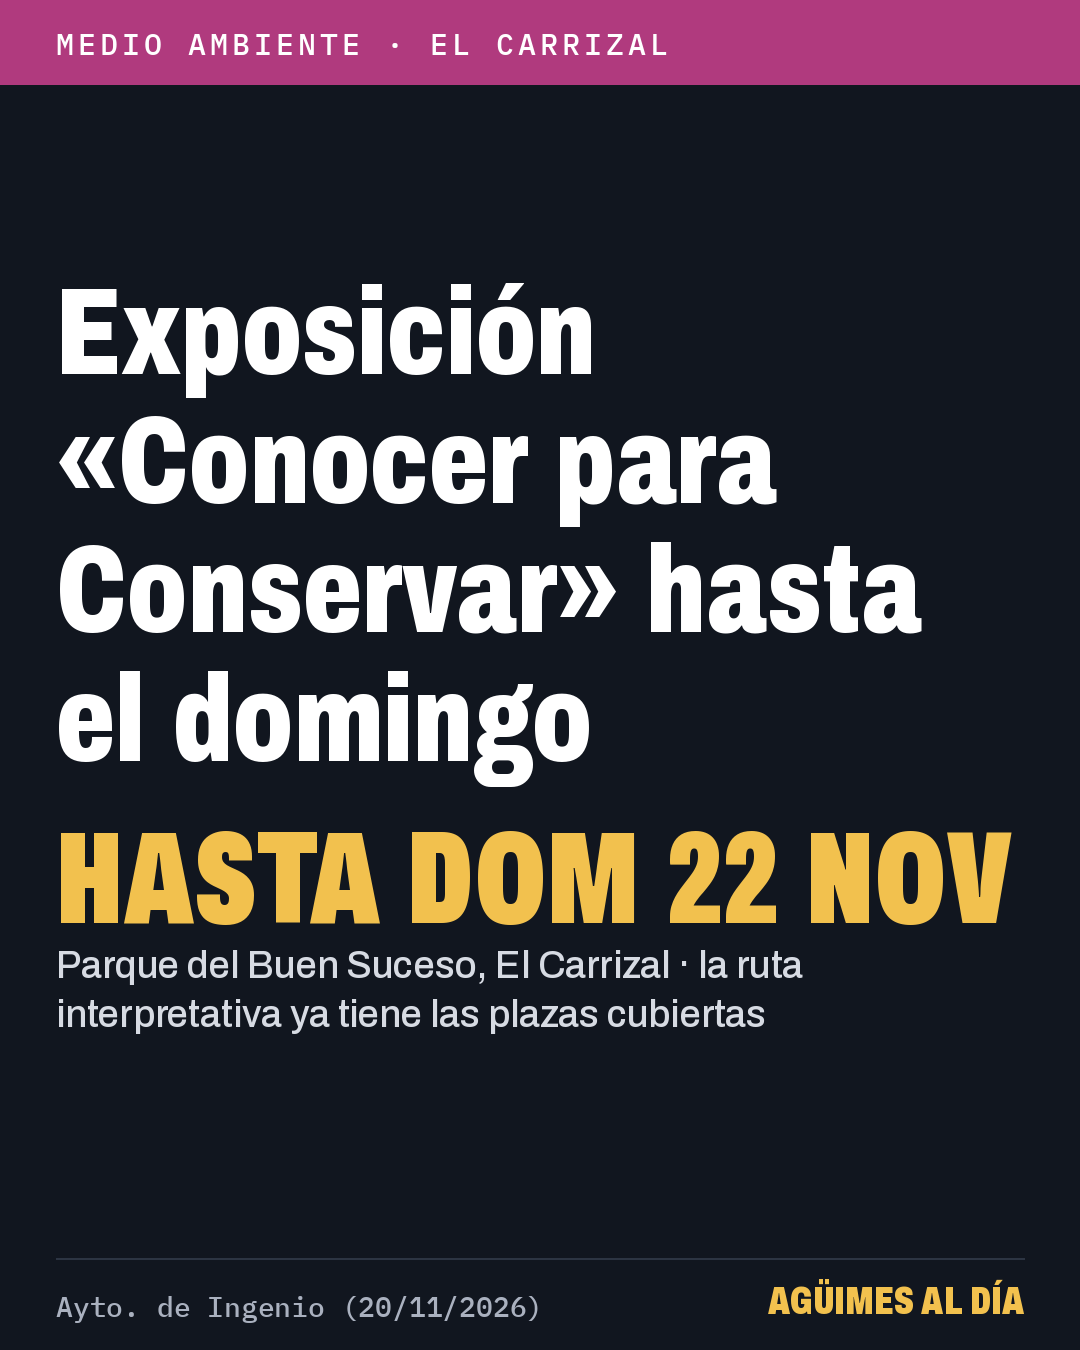 MEDIO AMBIENTE · EL CARRIZAL
Exposición
«Conocer para
Conservar» hasta
el domingo
HASTA DOM 22 NOV
Parque del Buen Suceso, El Carrizal · la ruta
interpretativa ya tiene las plazas cubiertas
Ayto. de Ingenio (20/11/2026)
AGÜIMES AL DÍA